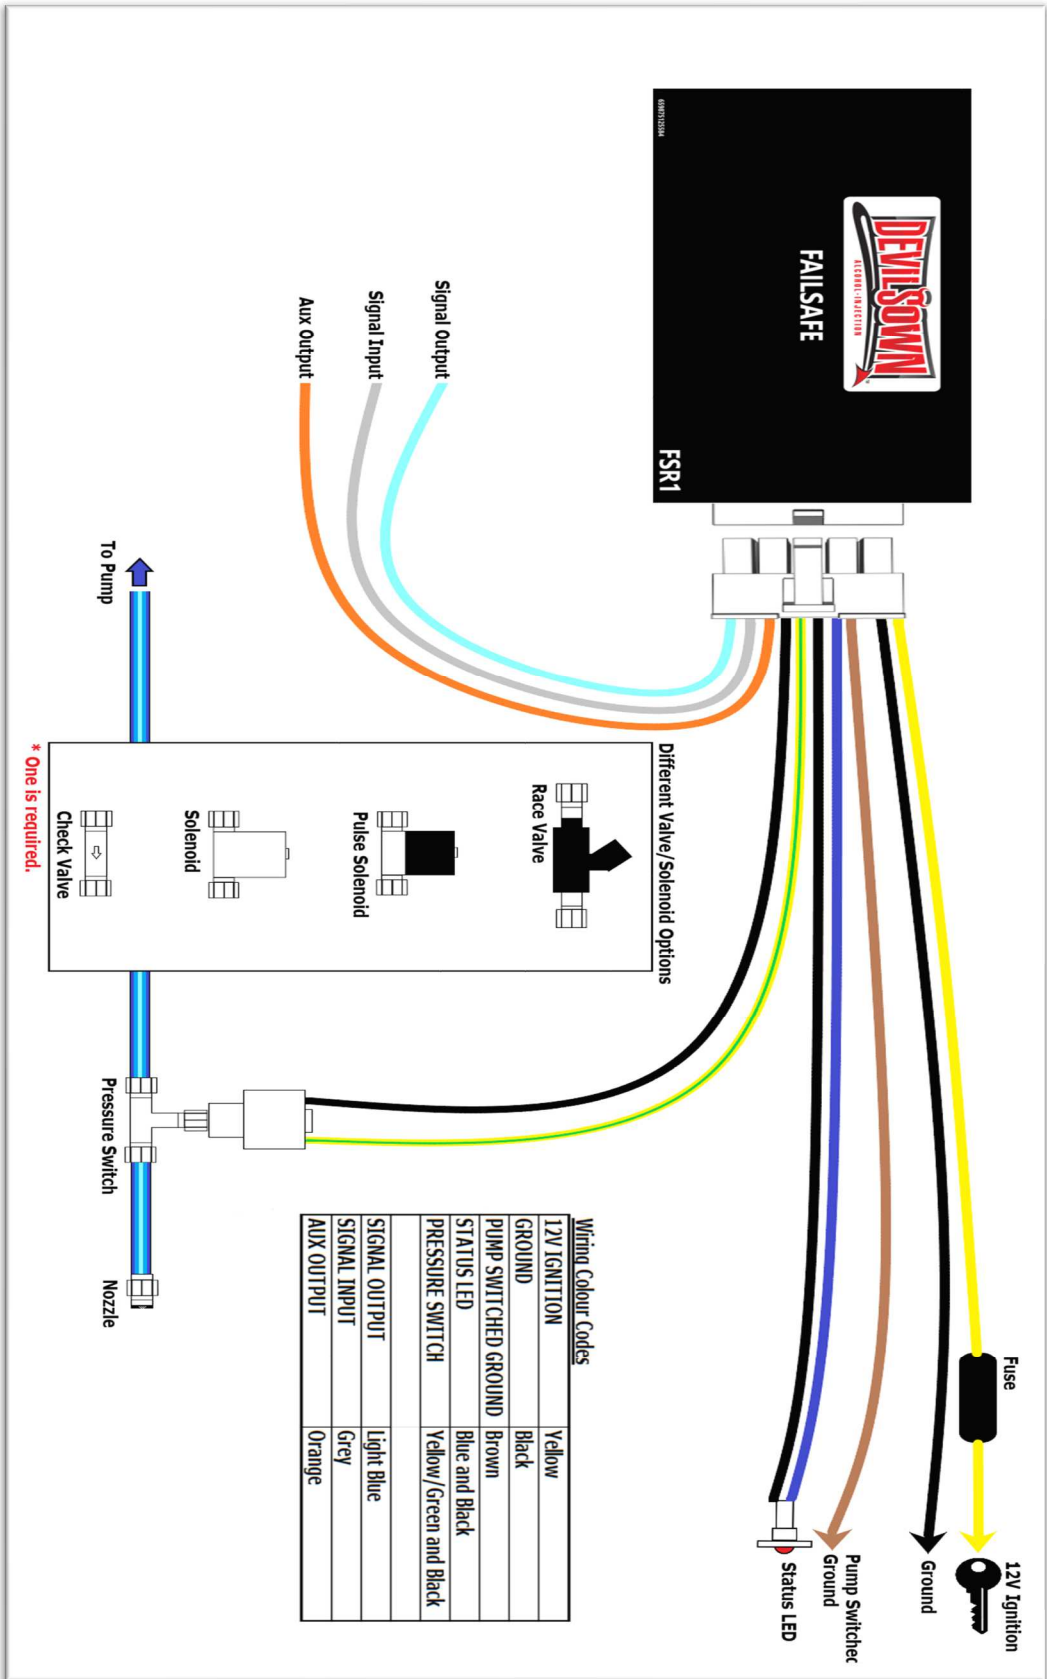 12V Ignition
Fuse
Ground
DEVILSOWN
ALCOHOL-INJECTION
FAILSAFE
Pump Switched
Ground
Status LED
659875125584
FSR1
Different Valve/Solenoid Options
Race Valve
Pulse Solenoid
Solenoid
Check Valve
* One is required.
Signal Output
Signal Input
Aux Output
To Pump
Pressure Switch
Nozzle
Wiring Colour Codes
12V IGNITION Yellow
GROUND Black
PUMP SWITCHED GROUND Brown
STATUS LED Blue and Black
PRESSURE SWITCH Yellow/Green and Black
SIGNAL OUTPUT Light Blue
SIGNAL INPUT Grey
AUX OUTPUT Orange